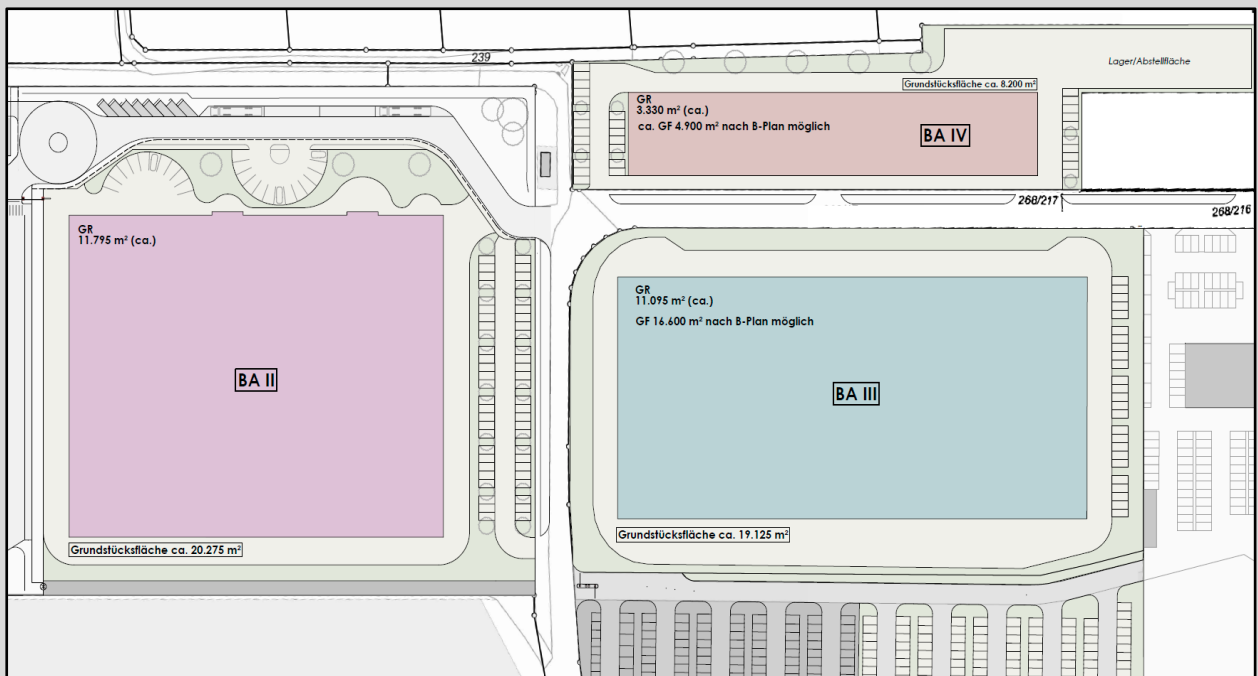 239
Lager/Abstellfläche
Grundstücksfläche ca. 8.200 m²
GR
3.330 m² (ca.)
ca. GF 4.900 m² nach B-Plan möglich
BA IV
268/217
268/216
GR
11.795 m² (ca.)
BA II
Grundstücksfläche ca. 20.275 m²
GR
11.095 m² (ca.)
GF 16.600 m² nach B-Plan möglich
BA III
Grundstücksfläche ca. 19.125 m²